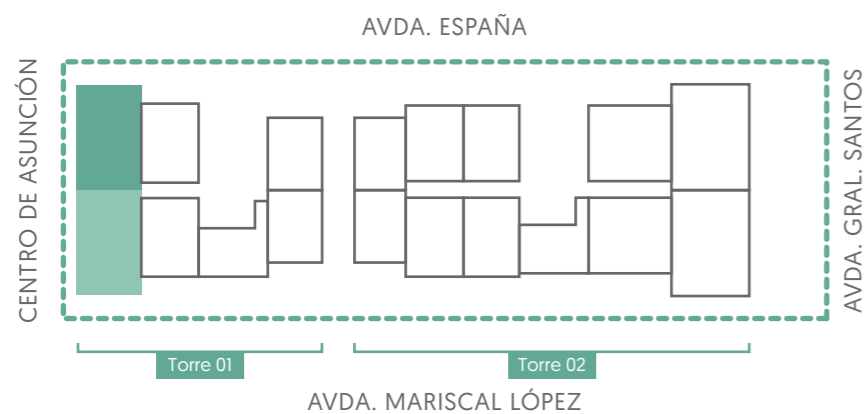 AVDA. ESPAÑA
CENTRO DE ASUNCIÓN
AVDA. GRAL. SANTOS
Torre 01
Torre 02
AVDA. MARISCAL LÓPEZ